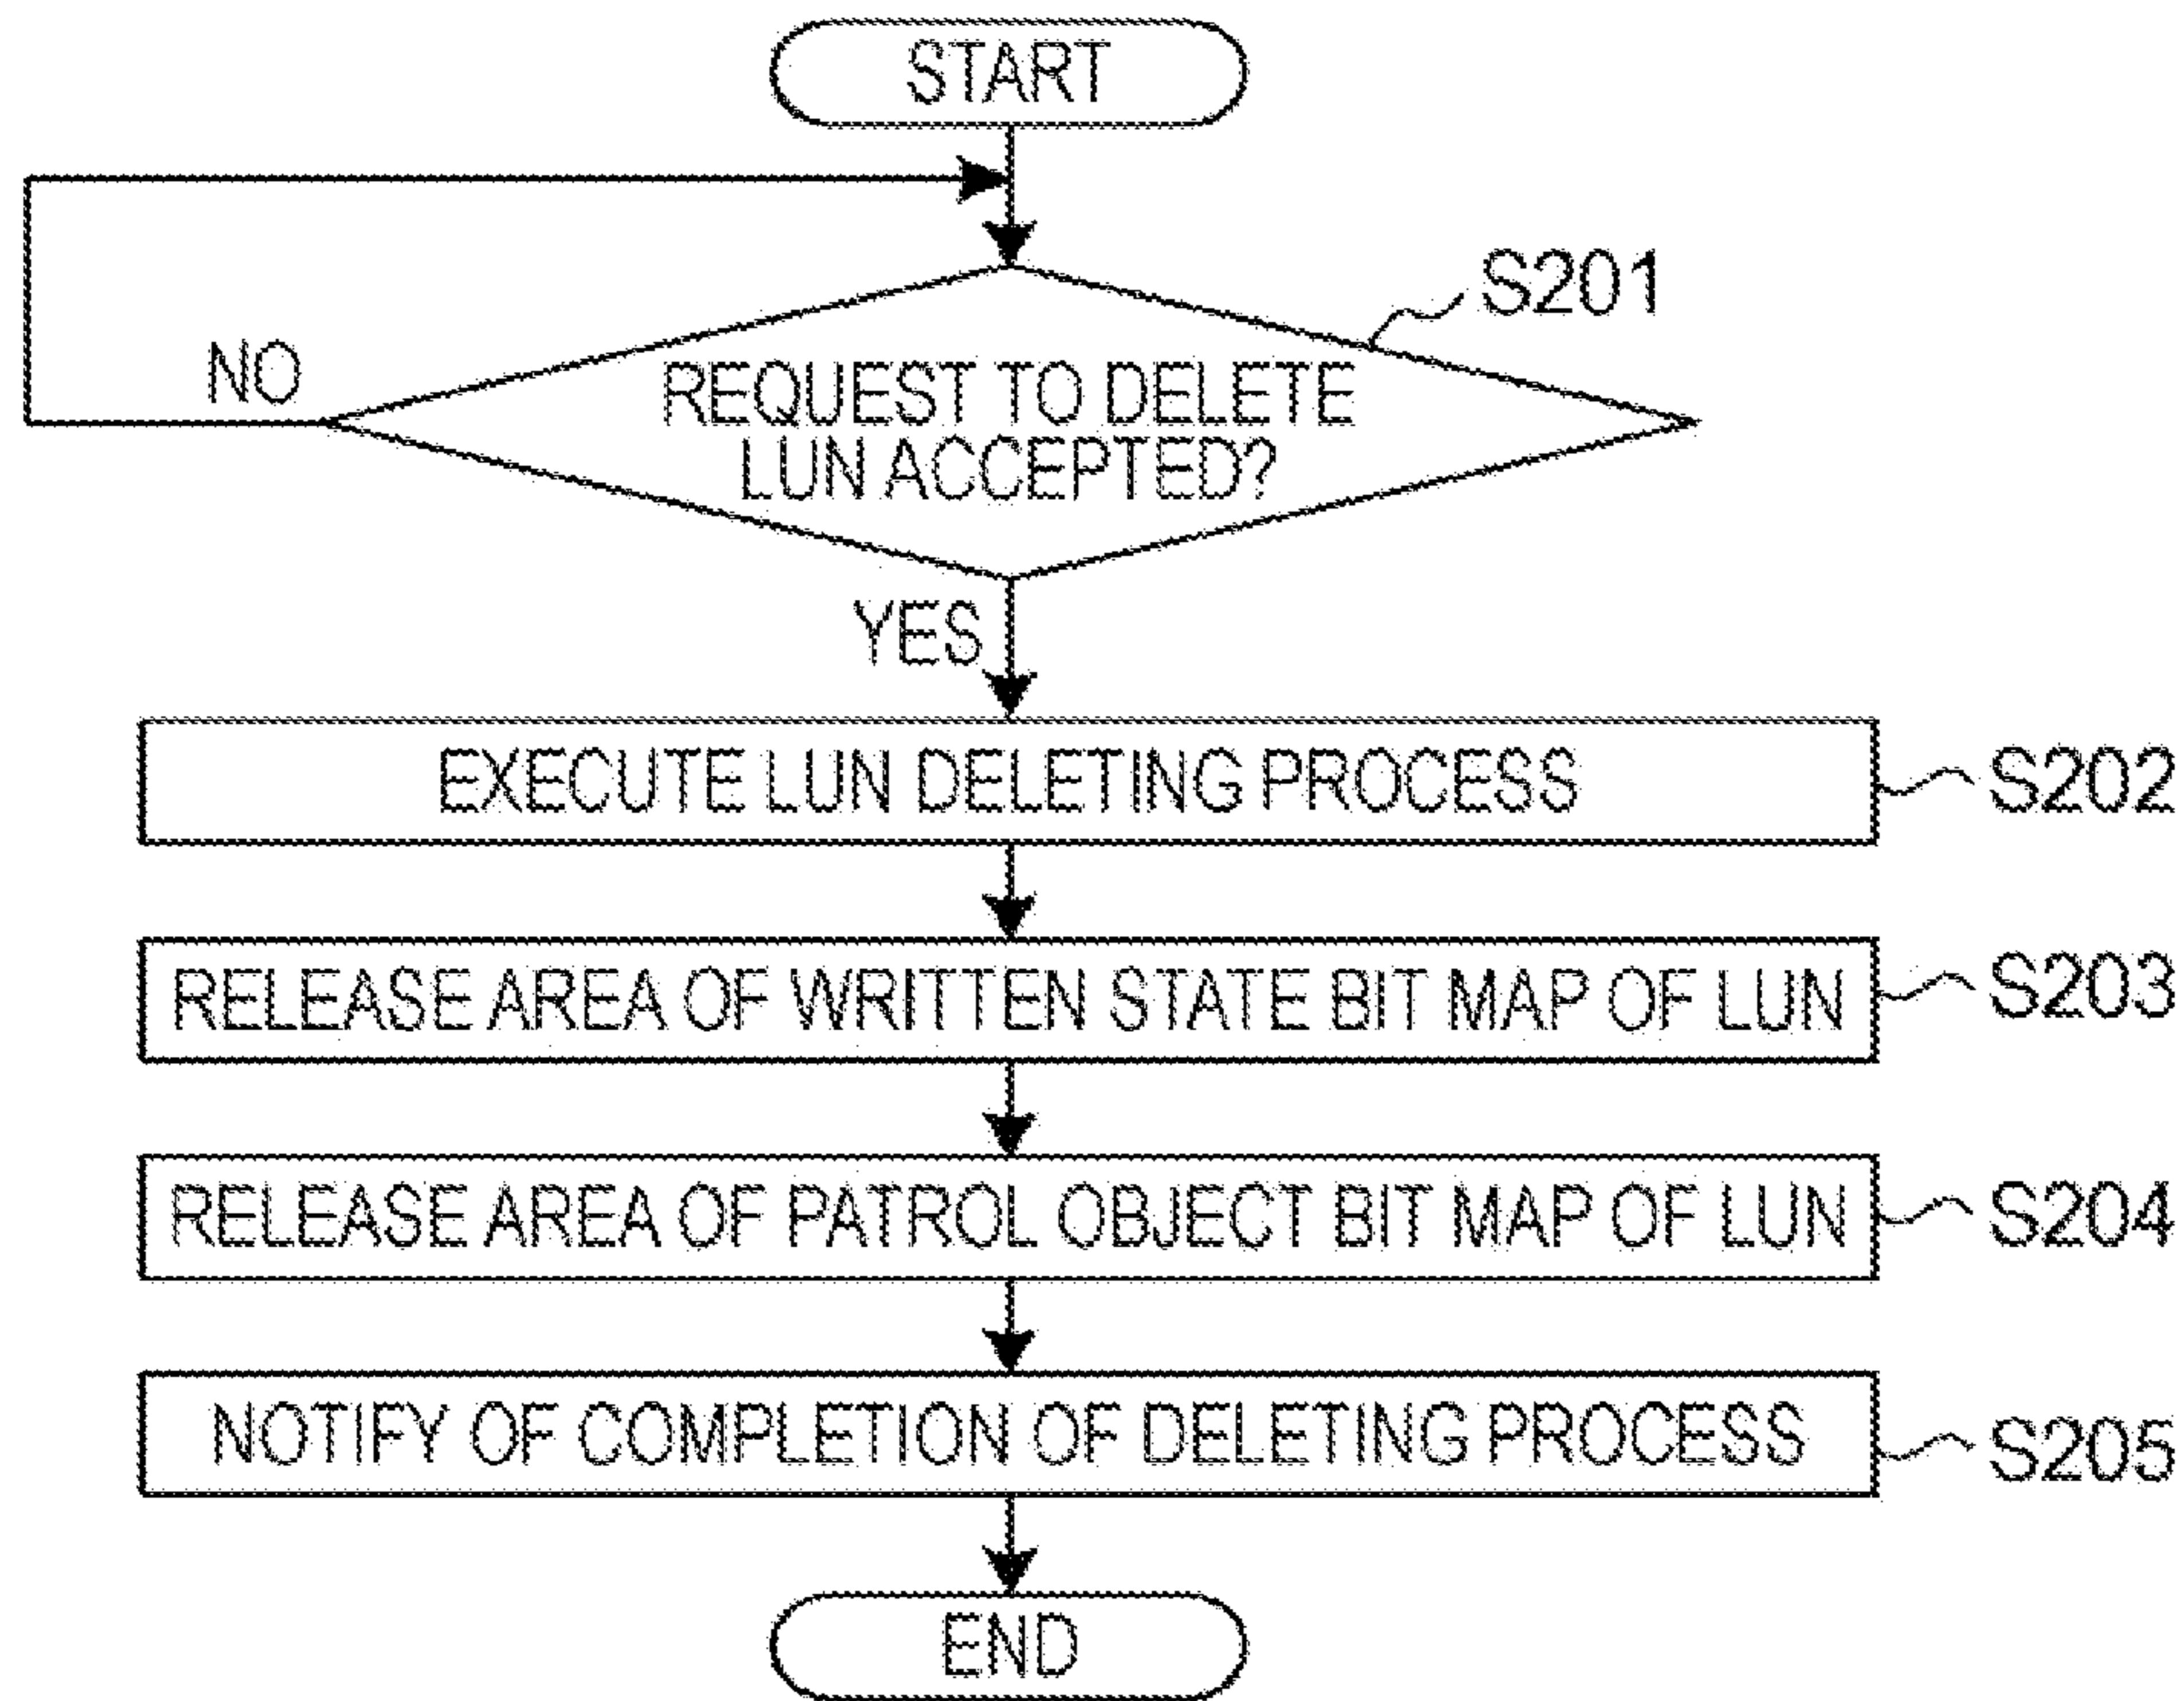 START
S201
NO
REQUEST TO DELETE
LUN ACCEPTED?
YES
EXECUTE LUN DELETING PROCESS
S202
RELEASE AREA OF WRITTEN STATE BIT MAP OF LUN
S203
RELEASE AREA OF PATROL OBJECT BIT MAP OF LUN
S204
NOTIFY OF COMPLETION OF DELETING PROCESS
S205
END